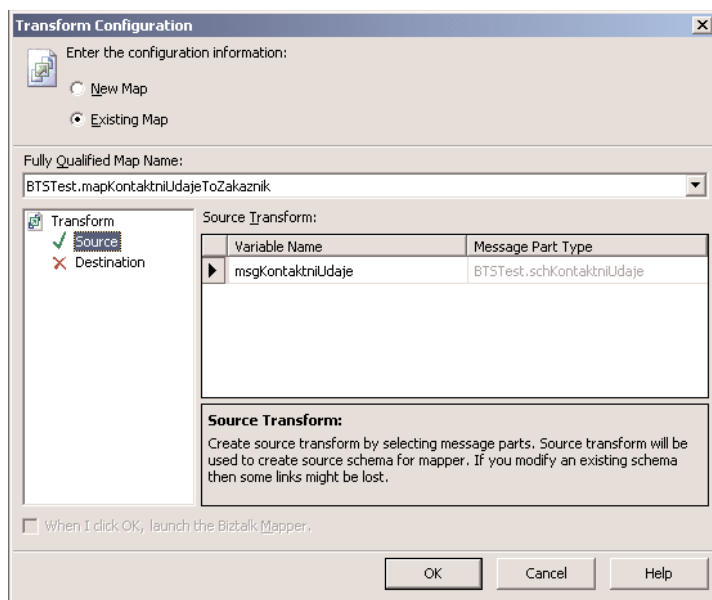 Transform Configuration
Enter the configuration information:
New Map
Existing Map
Fully Qualified Map Name:
BTSTest.mapKontaktniUdajeToZakaznik
Transform
Source
Destination
Source Transform:
Variable Name Message Part Type
msgKontaktniUdaje BTSTest.schKontaktniUdaje
Source Transform:
Create source transform by selecting message parts. Source transform will be
used to create source schema for mapper. If you modify an existing schema
then some links might be lost.
When I click OK, launch the Biztalk Mapper.
OK Cancel Help